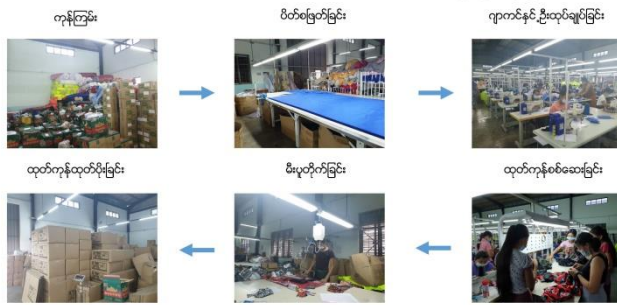 ကုန်ကြမ်း
ပိတ်စဖြတ်ခြင်း
ဂျာကင်နှင့်ဦးထုပ်ချုပ်ခြင်း
ထုတ်ကုန်စစ်ဆေးခြင်း
မီးပူတိုက်ခြင်း
ထုတ်ကုန်ထုတ်ပိုးခြင်း